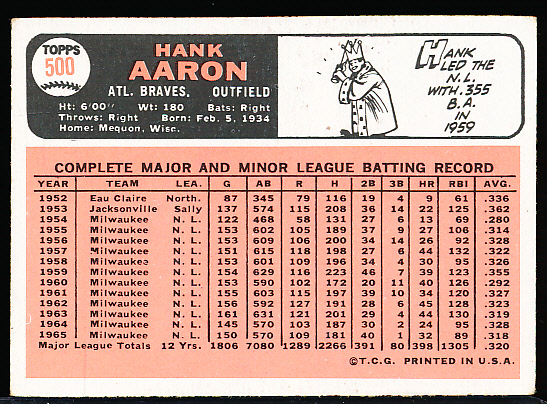 TOPPS
500
HANK
AARON
ATL. BRAVES, OUTFIELD
Ht: 6'00" Wt: 180 Bats: Right
Throws: Right Born: Feb. 5, 1934
Home: Mequon, Wisc.
HANK
LED THE
N.L.
WITH .355
B.A.
IN
1959
COMPLETE MAJOR AND MINOR LEAGUE BATTING RECORD
YEAR TEAM LEA. G AB R H 2B 3B HR RBI AVG.
1952 Eau Claire North. 87 345 79 116 19 4 9 61 .336
1953 Jacksonville Sally 137 574 115 208 36 14 22 125 .362
1954 Milwaukee N. L. 122 468 58 131 27 6 13 69 .280
1955 Milwaukee N. L. 153 602 105 189 37 9 27 106 .314
1956 Milwaukee N. L. 153 609 106 200 34 14 26 92 .328
1957 Milwaukee N. L. 151 615 118 198 27 6 44 132 .322
1958 Milwaukee N. L. 153 601 109 196 34 4 30 95 .326
1959 Milwaukee N. L. 154 629 116 223 46 7 39 123 .355
1960 Milwaukee N. L. 153 590 102 172 20 11 40 126 .292
1961 Milwaukee N. L. 155 603 115 197 39 10 34 120 .327
1962 Milwaukee N. L. 156 592 127 191 28 6 45 128 .323
1963 Milwaukee N. L. 161 631 121 201 29 4 44 130 .319
1964 Milwaukee N. L. 145 570 103 187 30 2 24 95 .328
1965 Milwaukee N. L. 150 570 109 181 40 1 32 89 .318
Major League Totals 12 Yrs. 1806 7080 1289 2266 391 80 398 1305 .320
©T.C.G. PRINTED IN U.S.A.